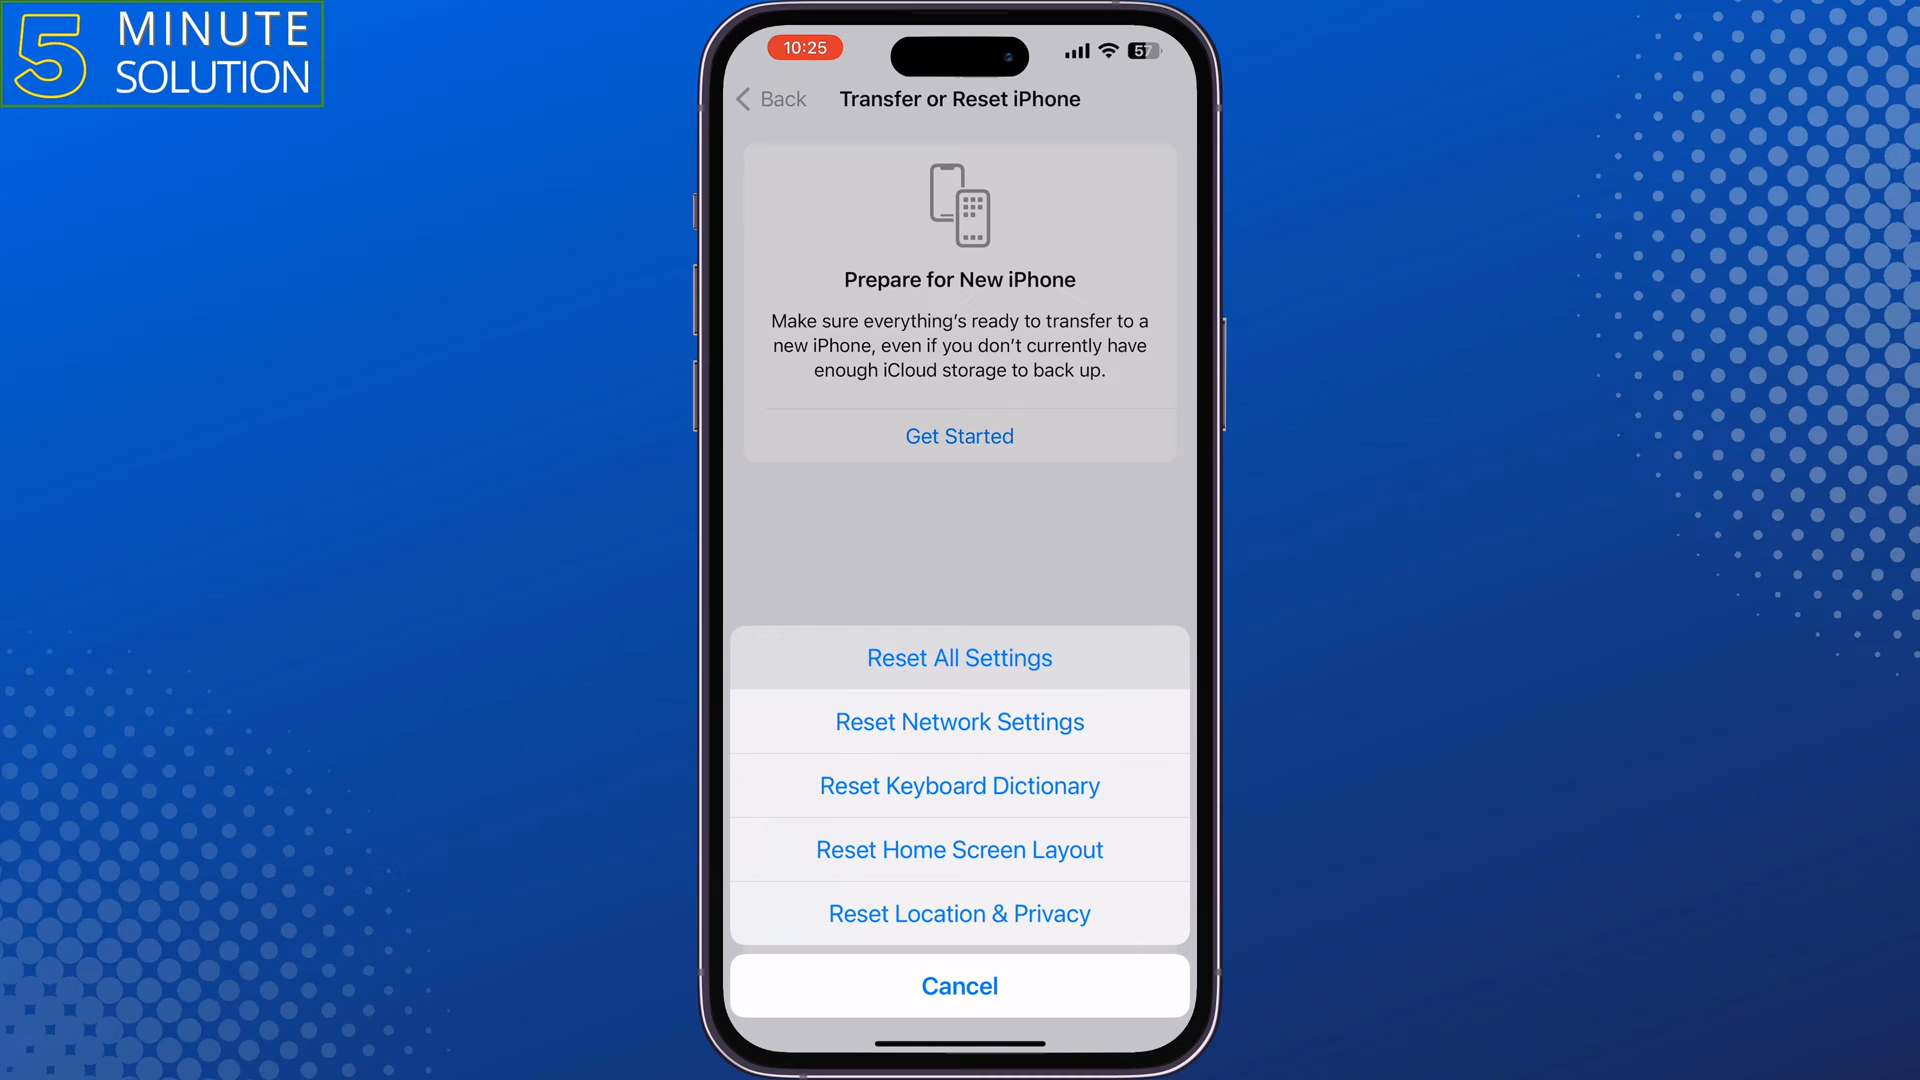 5 MINUTE
SOLUTION
10:25
57
Back
Transfer or Reset iPhone
Prepare for New iPhone
Make sure everything's ready to transfer to a
new iPhone, even if you don't currently have
enough iCloud storage to back up.
Get Started
Reset All Settings
Reset Network Settings
Reset Keyboard Dictionary
Reset Home Screen Layout
Reset Location & Privacy
Cancel